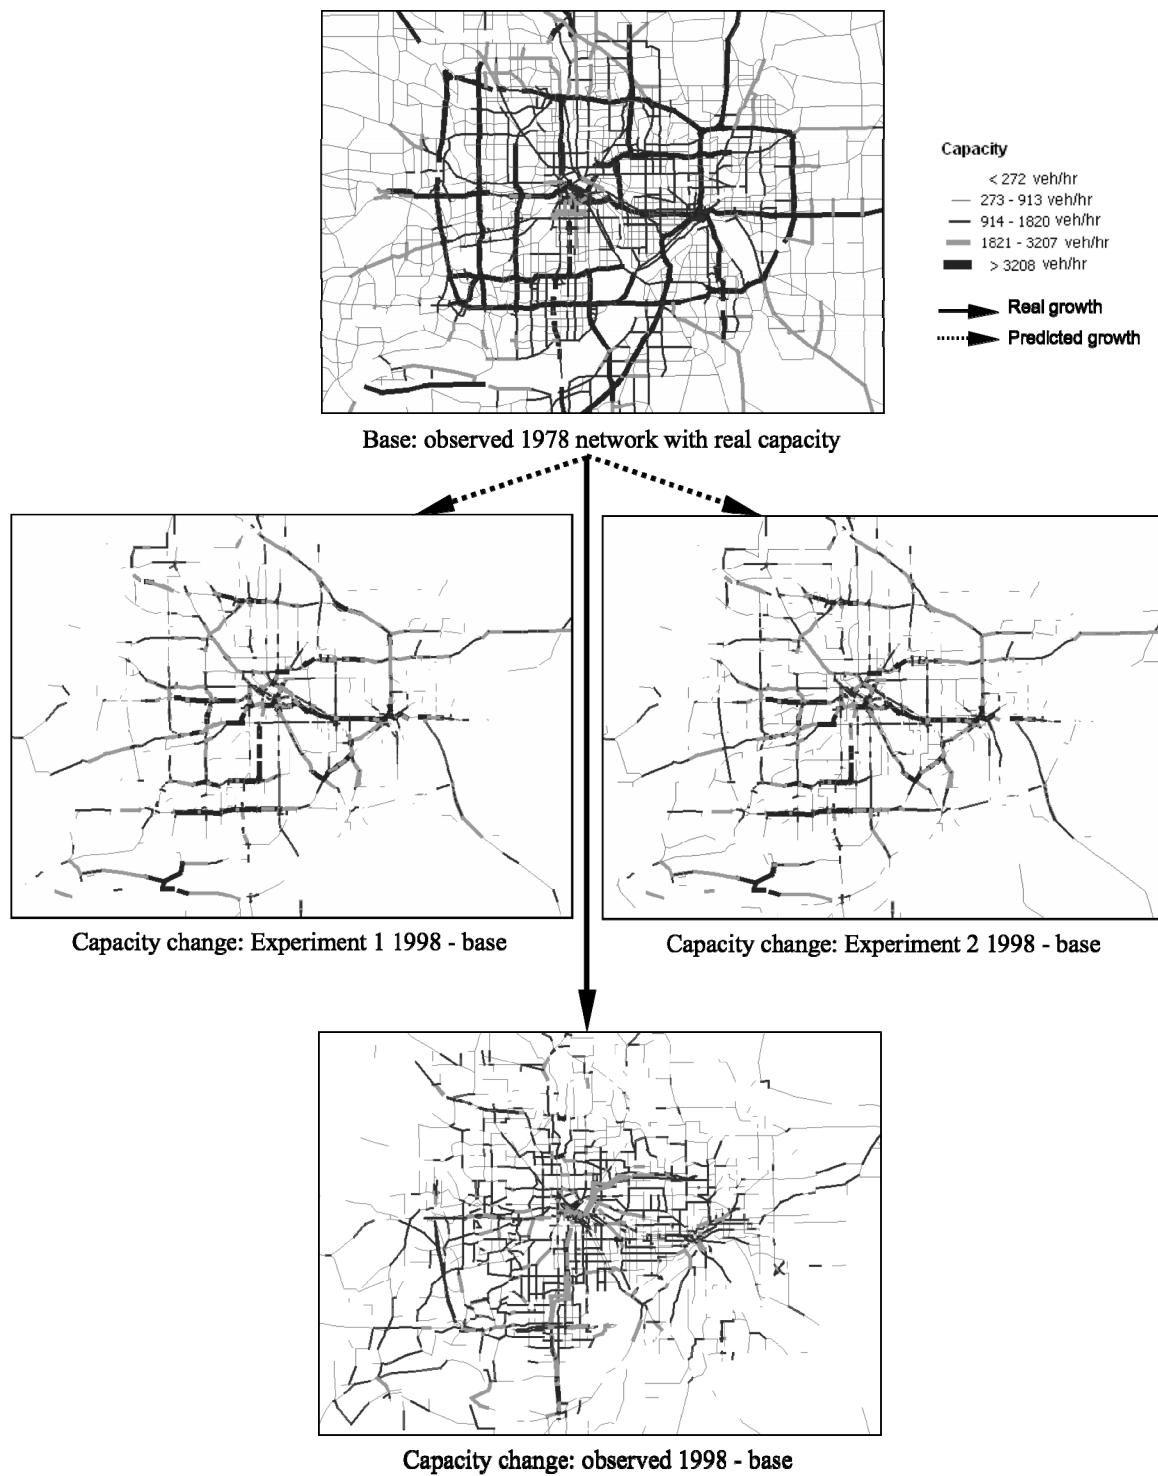 Capacity
< 272 veh/hr
273 - 913 veh/hr
914 - 1820 veh/hr
1821 - 3207 veh/hr
> 3208 veh/hr
Real growth
Predicted growth
Base: observed 1978 network with real capacity
Capacity change: Experiment 1 1998 - base
Capacity change: Experiment 2 1998 - base
Capacity change: observed 1998 - base